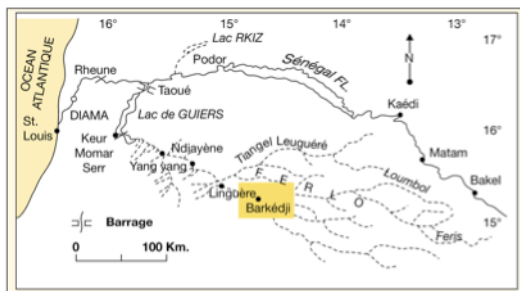 16°
15°
14°
13°
17°
16°
15°
OCEAN
ATLANTIQUE
Lac RKIZ
Podor
Sénégal FL
N
Rheune
Taoué
DIAMA
Lac de GUIERS
St.
Louis
Keur
Momar
Serr
Ndjayène
Yang yang
Tiangel Leuguéré
Kaédi
Matam
Bakel
FERLO
Loumbol
Linguère
Barkédji
Ferjs
Barrage
0 100 Km.